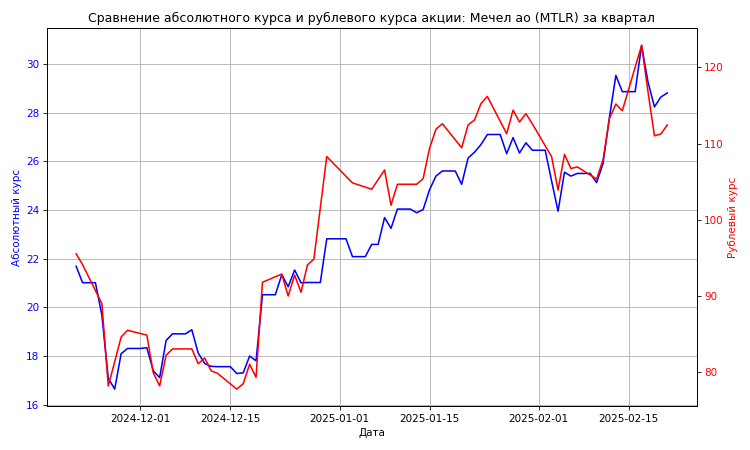 Сравнение абсолютного курса и рублевого курса акции: Мечел ао (MTLR) за квартал
Абсолютный курс
30
28
26
24
22
20
18
16
120
110
100
90
80
Рублевый курс
2024-12-01 2024-12-15 2025-01-01 2025-01-15 2025-02-01 2025-02-15
Дата